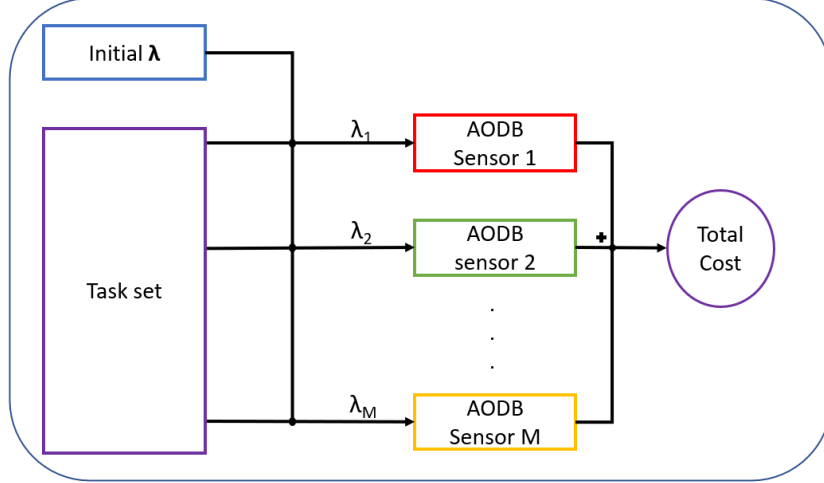 Initial λ
Task set
λ1
AODB
Sensor 1
λ2
AODB
sensor 2
.
.
.
λM
AODB
Sensor M
+
Total
Cost